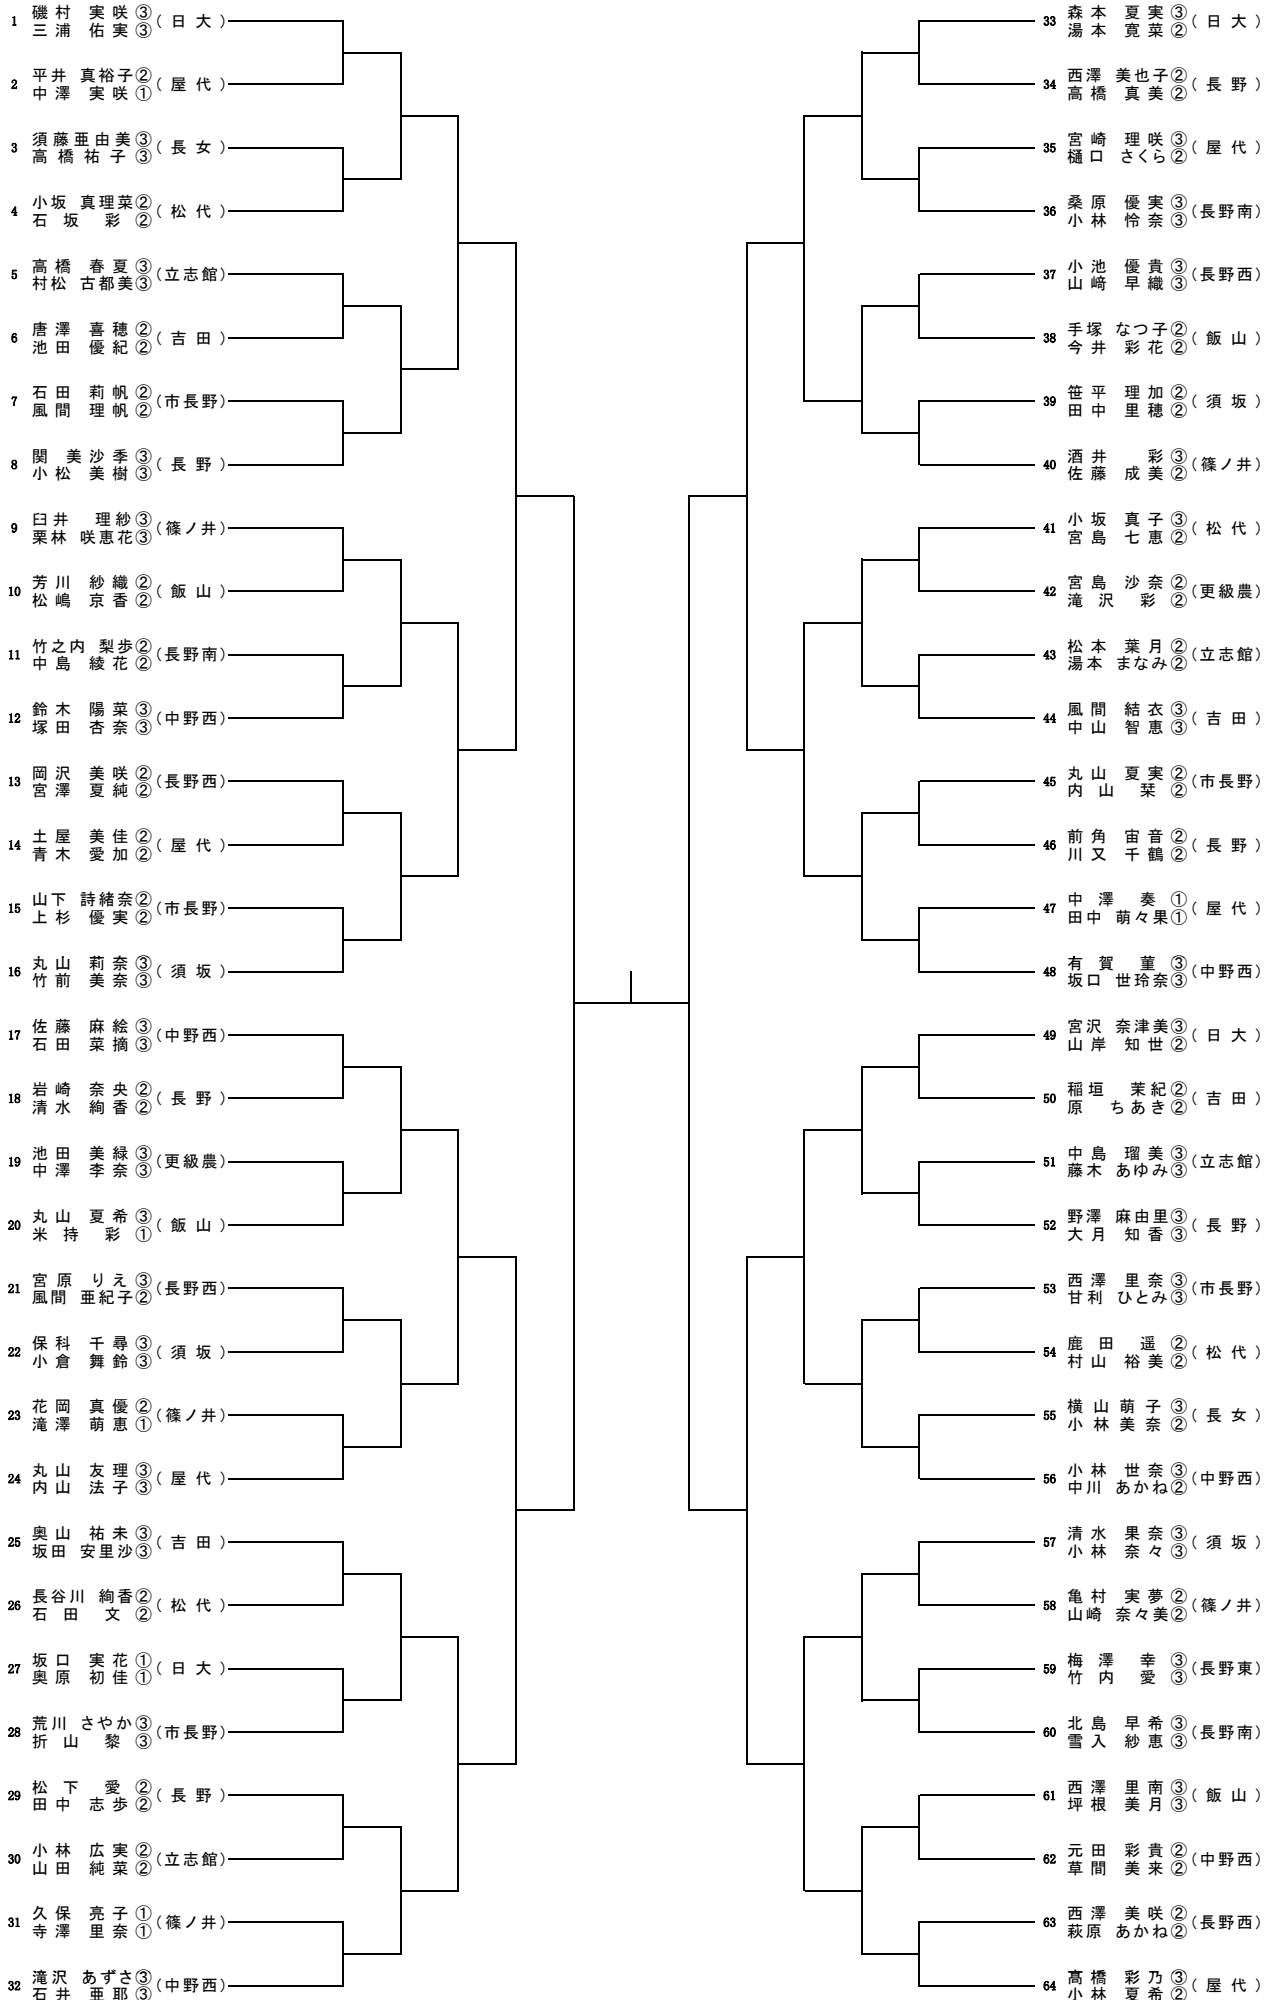 1 磯村 実咲③ (日大)
三浦 佑実③
2 平井 真裕子② (屋代)
中澤 実咲①
3 須藤亜由美③ (長女)
高橋祐子③
4 小坂 真理菜② (松代)
石坂 彩②
5 高橋 春夏③ (立志館)
村松 古都美③
6 唐澤 喜穂② (吉田)
池田 優紀②
7 石田 莉帆② (市長野)
風間 理帆②
8 関 美沙季③ (長野)
小松 美樹③
9 臼井 理紗③ (篠ノ井)
栗林 咲恵花③
10 芳川 紗織② (飯山)
松嶋 京香②
11 竹之内 梨歩② (長野南)
中島 綾花②
12 鈴木 陽菜③ (中野西)
塚田 杏奈③
13 岡沢 美咲② (長野西)
宮澤 夏純②
14 土屋 美佳② (屋代)
青木 愛加②
15 山下 詩緒奈② (市長野)
上杉 優実②
16 丸山 莉奈③ (須坂)
竹前 美奈③
17 佐藤 麻絵③ (中野西)
石田 菜摘③
18 岩崎 奈央② (長野)
清水 絢香②
19 池田 美緑③ (更級農)
中澤 李奈③
20 丸山 夏希③ (飯山)
米持 彩①
21 宮原 りえ③ (長野西)
風間 亜紀子②
22 保科 千尋③ (須坂)
小倉 舞鈴③
23 花岡 真優② (篠ノ井)
滝澤 萌恵①
24 丸山 友理③ (屋代)
内山 法子③
25 奥山 祐未③ (吉田)
坂田 安里沙③
26 長谷川 絢香② (松代)
石田 文②
27 坂口 実花① (日大)
奥原 初佳①
28 荒川 さやか③ (市長野)
折山 黎③
29 松下 愛② (長野)
田中 志歩②
30 小林 広実② (立志館)
山田 純菜②
31 久保 亮子① (篠ノ井)
寺澤 里奈①
32 滝沢 あずさ③ (中野西)
石井 亜耶③
33 森本 夏実③ (日大)
湯本 寛菜②
34 西澤 美也子② (長野)
高橋 真美②
35 宮崎 理咲③ (屋代)
樋口 さくら②
36 桑原 優実③ (長野南)
小林 怜奈③
37 小池 優貴③ (長野西)
山﨑 早織③
38 手塚 なつ子② (飯山)
今井 彩花②
39 笹平 理加② (須坂)
田中 里穂②
40 酒井 彩③ (篠ノ井)
佐藤 成美②
41 小坂 真子③ (松代)
宮島 七恵②
42 宮島 沙奈② (更級農)
滝沢 彩②
43 松本 葉月② (立志館)
湯本 まなみ②
44 風間 結衣③ (吉田)
中山 智恵③
45 丸山 夏実② (市長野)
内山 栞②
46 前角 宙音② (長野)
川又 千鶴②
47 中澤 奏① (屋代)
田中 萌々果①
48 有賀 菫③ (中野西)
坂口 世玲奈③
49 宮沢 奈津美③ (日大)
山岸 知世②
50 稲垣 茉紀② (吉田)
原 ちあき②
51 中島 瑠美③ (立志館)
藤木 あゆみ③
52 野澤 麻由里③ (長野)
大月 知香③
53 西澤 里奈③ (市長野)
甘利 ひとみ③
54 鹿田 遥② (松代)
村山 裕美②
55 横山萌子③ (長女)
小林美奈②
56 小林 世奈③ (中野西)
中川 あかね②
57 清水 果奈③ (須坂)
小林 奈々③
58 亀村 実夢② (篠ノ井)
山崎 奈々美②
59 梅澤 幸③ (長野東)
竹内 愛③
60 北島 早希③ (長野南)
雪入 紗恵③
61 西澤 里南③ (飯山)
坪根 美月③
62 元田 彩貴② (中野西)
草間 美来②
63 西澤 美咲② (長野西)
萩原 あかね②
64 髙橋 彩乃③ (屋代)
小林 夏希②